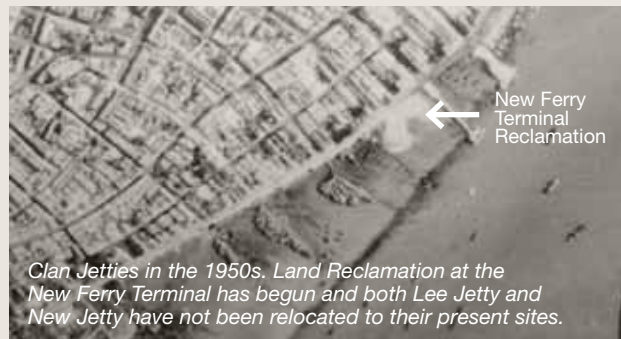 New Ferry
Terminal
Reclamation
Clan Jetties in the 1950s. Land Reclamation at the
New Ferry Terminal has begun and both Lee Jetty and
New Jetty have not been relocated to their present sites.